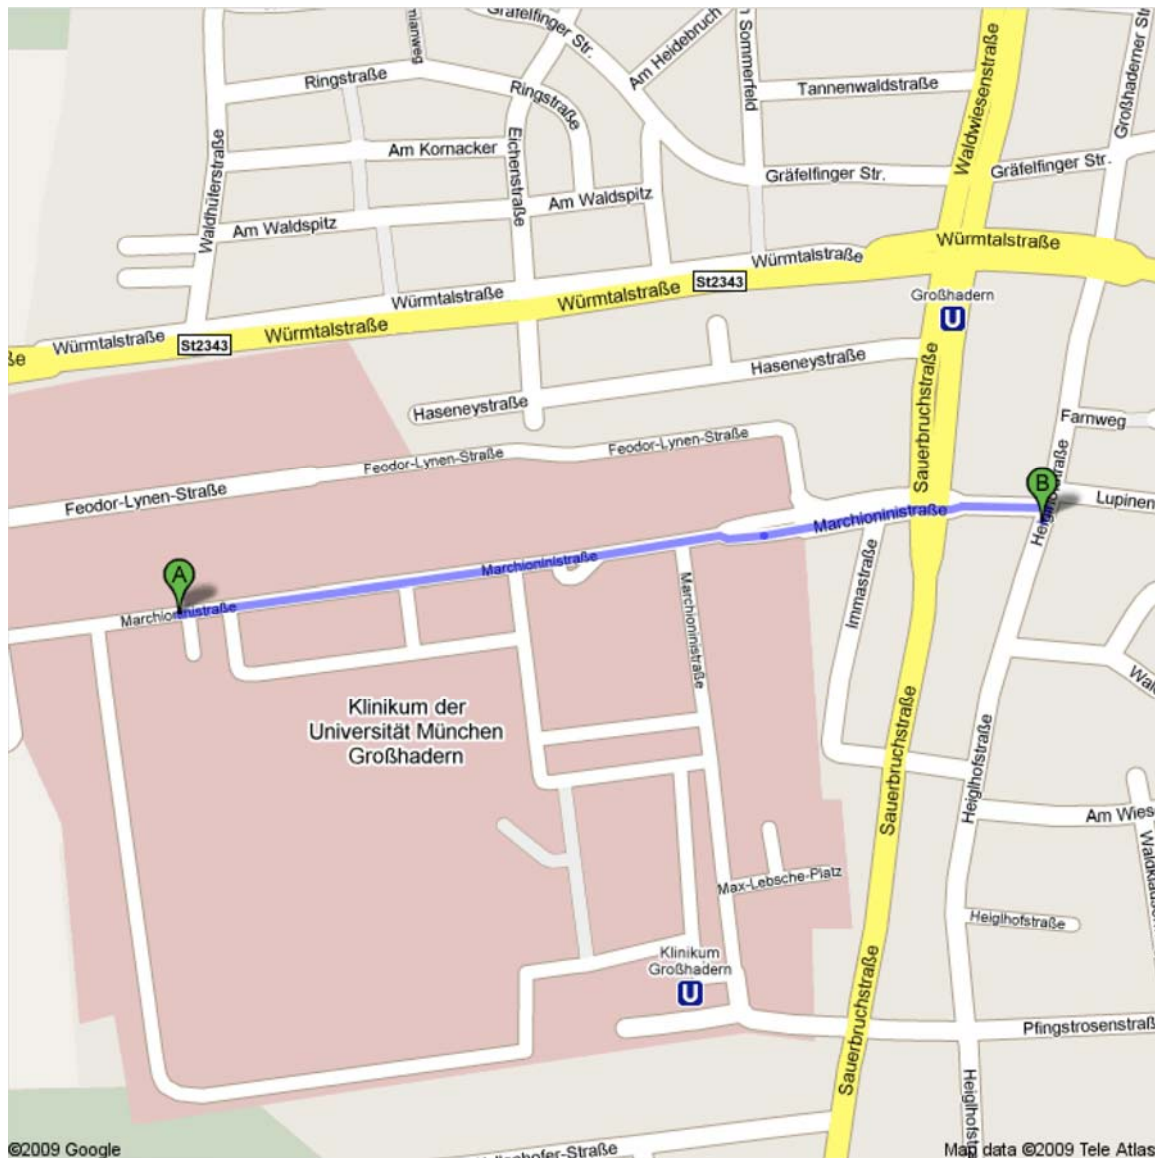 Gräfelfinger Str.
Am Heidebruch
Sommerfeld
Tannenwaldstraße
Waldwiesenstraße
Großhaderner Str.
Ringstraße
Ringstraße
Am Kornacker
Eichenstraße
Gräfelfinger Str.
Gräfelfinger Str.
Waldhüterstraße
Am Waldspitz
Am Waldspitz
Würmtalstraße
Würmtalstraße
Würmtalstraße
Würmtalstraße
St2343
Großhadern
U
Würmtalstraße
Würmtalstraße
St2343
Haseneystraße
Haseneystraße
Sauerbruchstraße
Farnweg
Feodor-Lynen-Straße
Feodor-Lynen-Straße
Feodor-Lynen-Straße
B
Lupinen
Marchioninistraße
Marchioninistraße
A
Marchioninistraße
Marchioninistraße
Immastraße
Klinikum der
Universität München
Großhadern
Sauerbruchstraße
Heiglhofstraße
Am Wies
Max-Lebsche-Platz
Heiglhofstraße
Klinikum
Großhadern
U
Sauerbruchstraße
Pfingstrosenstraß
©2009 Google
Map data ©2009 Tele Atlas